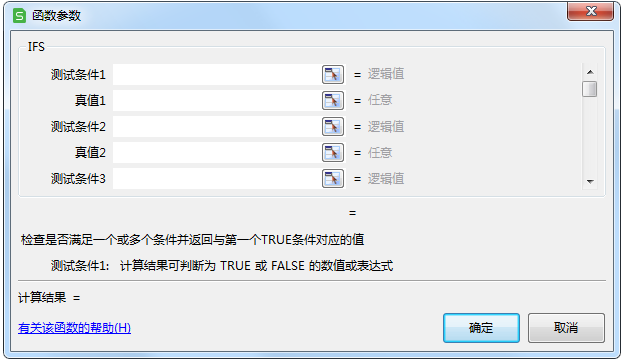 函数参数
IFS
测试条件1 = 逻辑值
真值1 = 任意
测试条件2 = 逻辑值
真值2 = 任意
测试条件3 = 逻辑值
=
检查是否满足一个或多个条件并返回与第一个TRUE条件对应的值
测试条件1: 计算结果可判断为 TRUE 或 FALSE 的数值或表达式
计算结果 =
有关该函数的帮助(H) 确定 取消